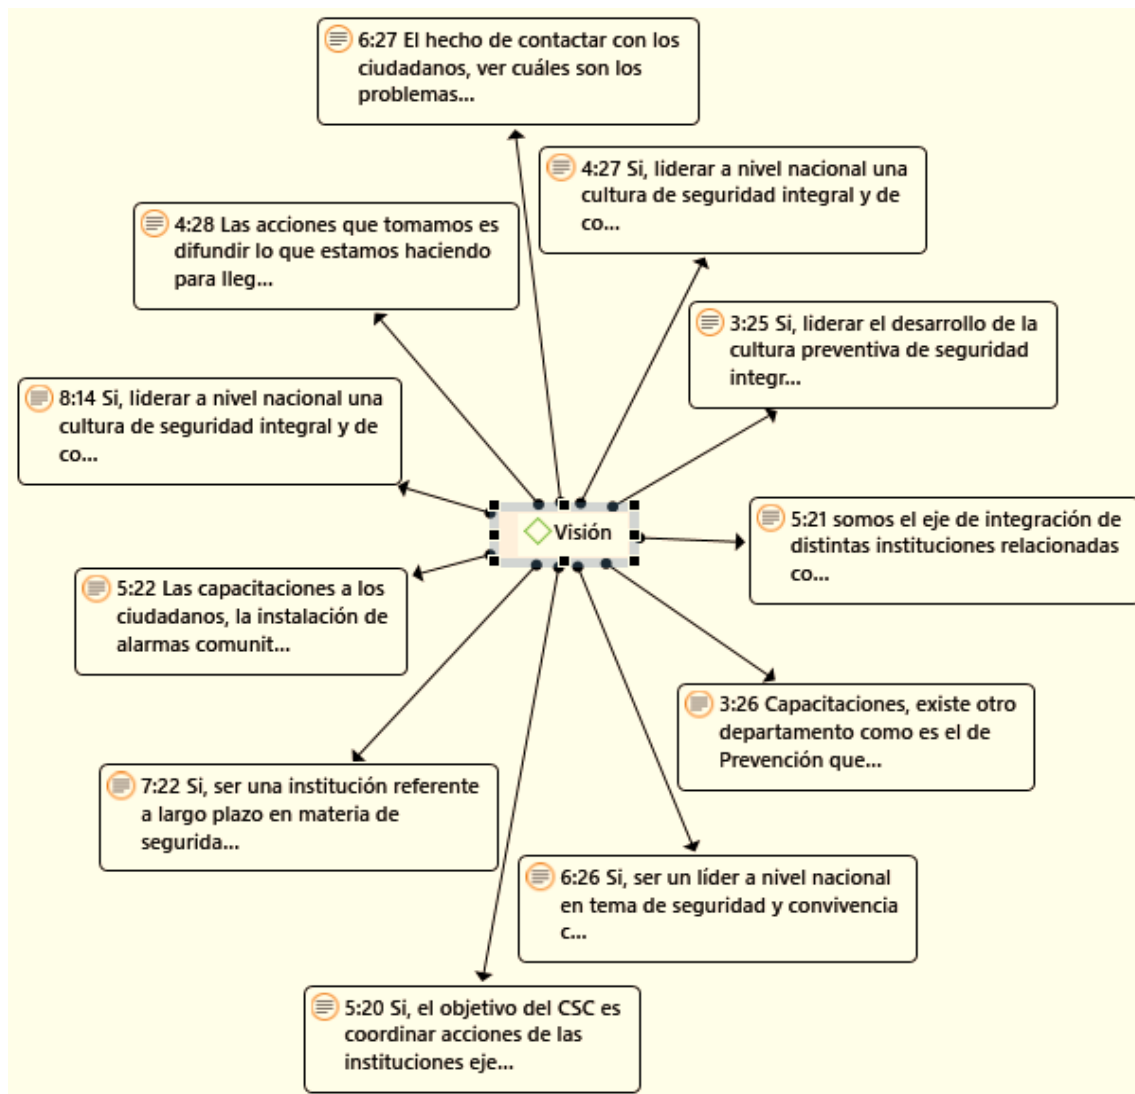 6:27 El hecho de contactar con los
ciudadanos, ver cuáles son los
problemas...
4:27 Si, liderar a nivel nacional una
cultura de seguridad integral y de
co...
4:28 Las acciones que tomamos es
difundir lo que estamos haciendo
para lleg...
3:25 Si, liderar el desarrollo de la
cultura preventiva de seguridad
integr...
8:14 Si, liderar a nivel nacional una
cultura de seguridad integral y de
co...
Visión
5:21 somos el eje de integración de
distintas instituciones relacionadas
co...
5:22 Las capacitaciones a los
ciudadanos, la instalación de
alarmas comunit...
3:26 Capacitaciones, existe otro
departamento como es el de
Prevención que...
7:22 Si, ser una institución referente
a largo plazo en materia de
segurida...
6:26 Si, ser un líder a nivel nacional
en tema de seguridad y convivencia
c...
5:20 Si, el objetivo del CSC es
coordinar acciones de las
instituciones eje...